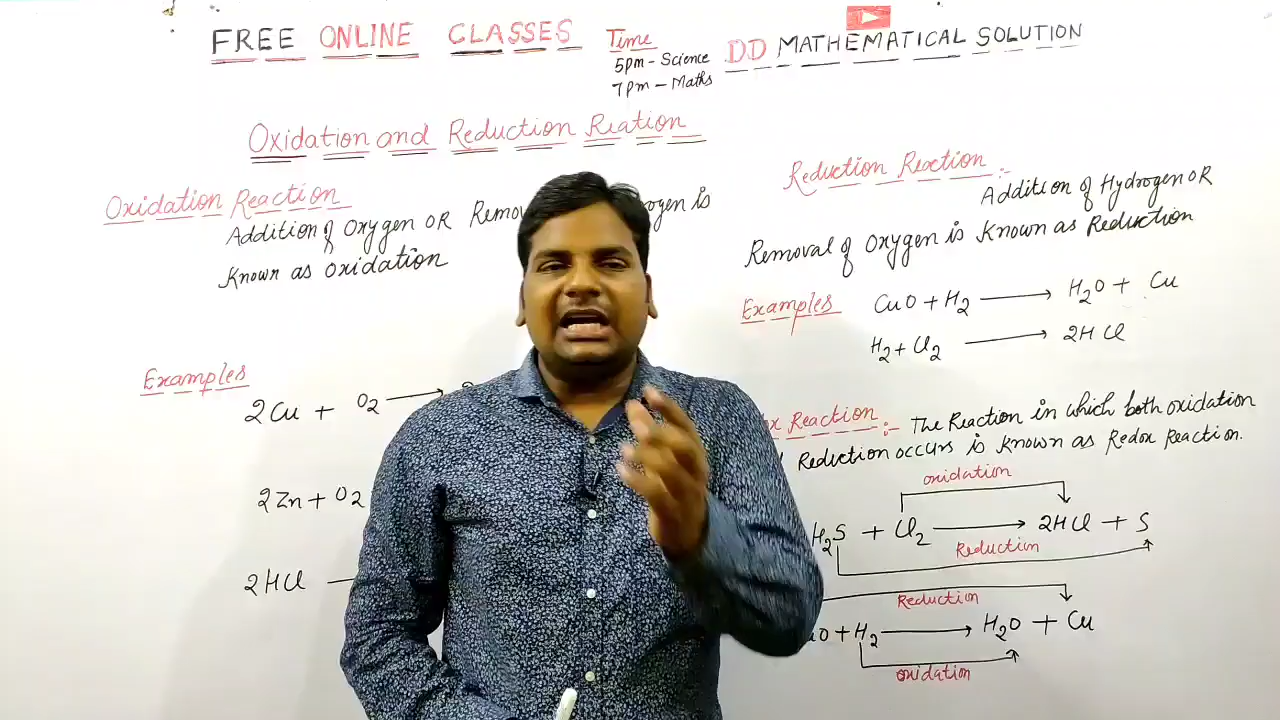 FREE ONLINE CLASSES
Time
5pm - Science
7pm - Maths
DD MATHEMATICAL SOLUTION
Oxidation and Reduction Riation
Oxidation Reaction
Addition of Oxygen OR is
Known as oxidation
Examples
2Cu + O₂ →
2Zn + O₂
2HCl
Reduction Reaction :-
Addition of Hydrogen OR
Removal of Oxygen is Known as Reduction
Examples
CuO + H₂ → H₂O + Cu
H₂ + Cl₂ → 2HCl
Reaction :- The Reaction in which both oxidation
Reduction occurs is Known as Redox Reaction.
oxidation
H₂S + Cl₂ → 2HCl + S
Reduction
Reduction
O + H₂ → H₂O + Cu
oxidation